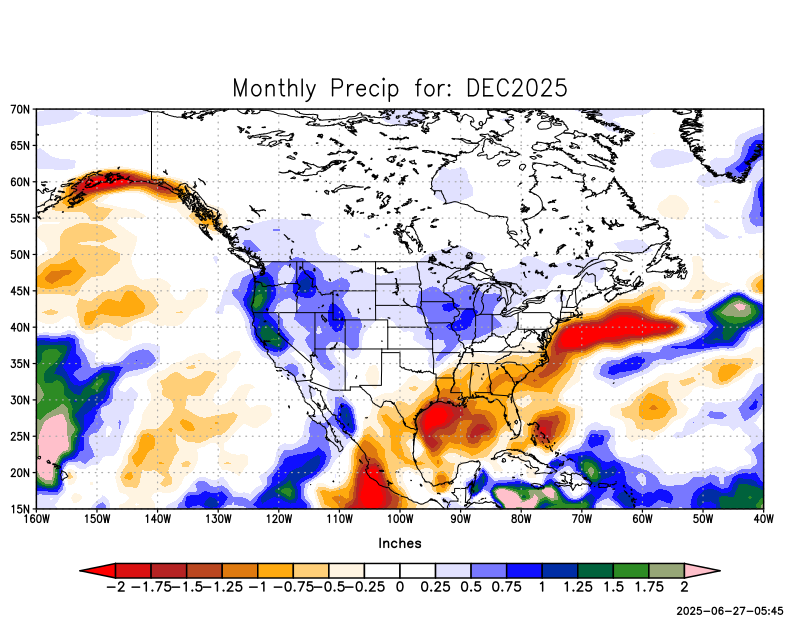 Monthly Precip for: DEC2025
70N
65N
60N
55N
50N
45N
40N
35N
30N
25N
20N
15N
160W 150W 140W 130W 120W 110W 100W 90W 80W 70W 60W 50W 40W
Inches
−2 −1.75−1.5−1.25 −1 −0.75−0.5−0.25 0 0.25 0.5 0.75 1 1.25 1.5 1.75 2
2025−06−27−05:45